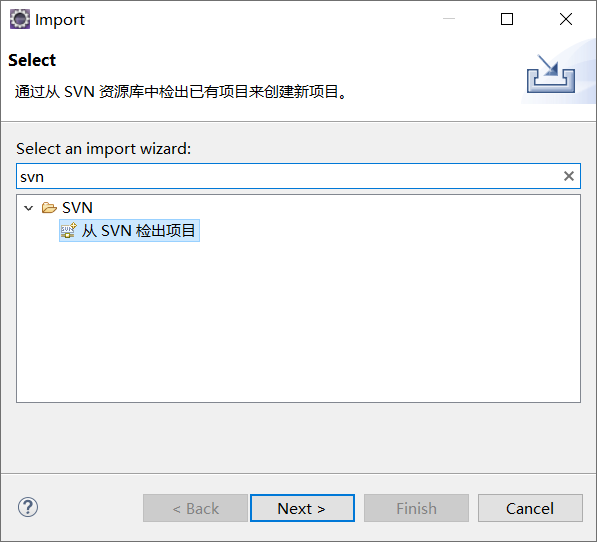 Import
Select
通过从 SVN 资源库中检出已有项目来创建新项目。
Select an import wizard:
svn
SVN
从 SVN 检出项目
< Back
Next >
Finish
Cancel